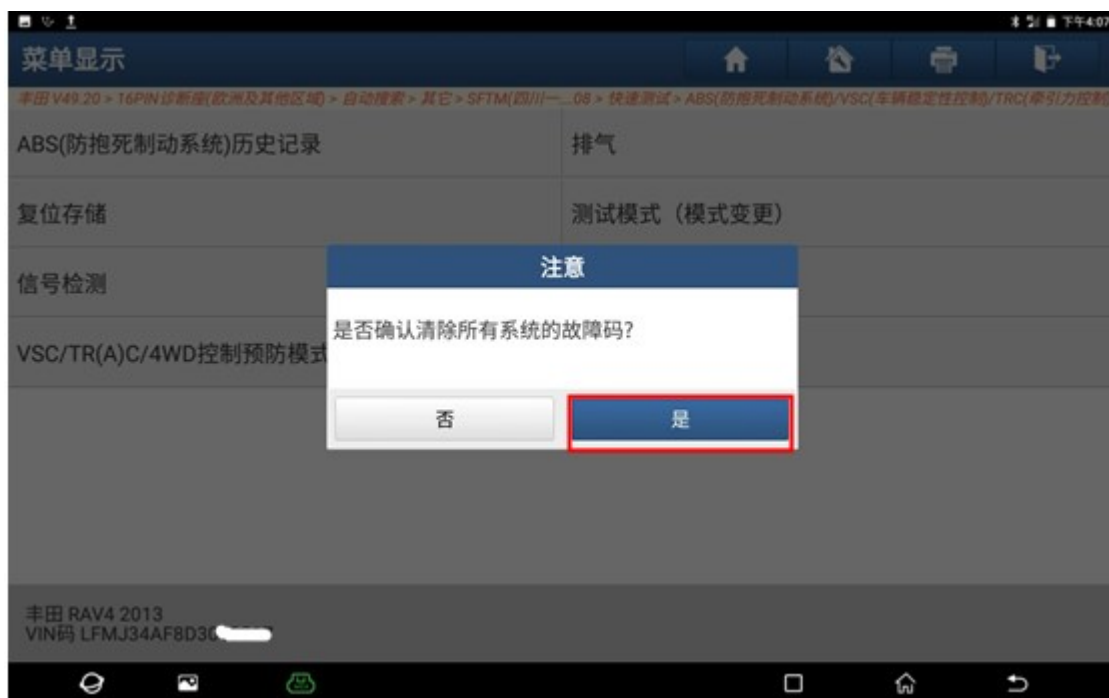 下午4:07
菜单显示
丰田 V49.20 > 16PIN诊断座(欧洲及其他区域) > 自动搜索 > 其它 > SFTM(四川一...08 > 快速测试 > ABS(防抱死制动系统)/VSC(车辆稳定性控制)/TRC(牵引力控制
ABS(防抱死制动系统)历史记录
排气
复位存储
测试模式（模式变更）
信号检测
VSC/TR(A)C/4WD控制预防模式
注意
是否确认清除所有系统的故障码?
否
是
丰田 RAV4 2013
VIN码 LFMJ34AF8D30